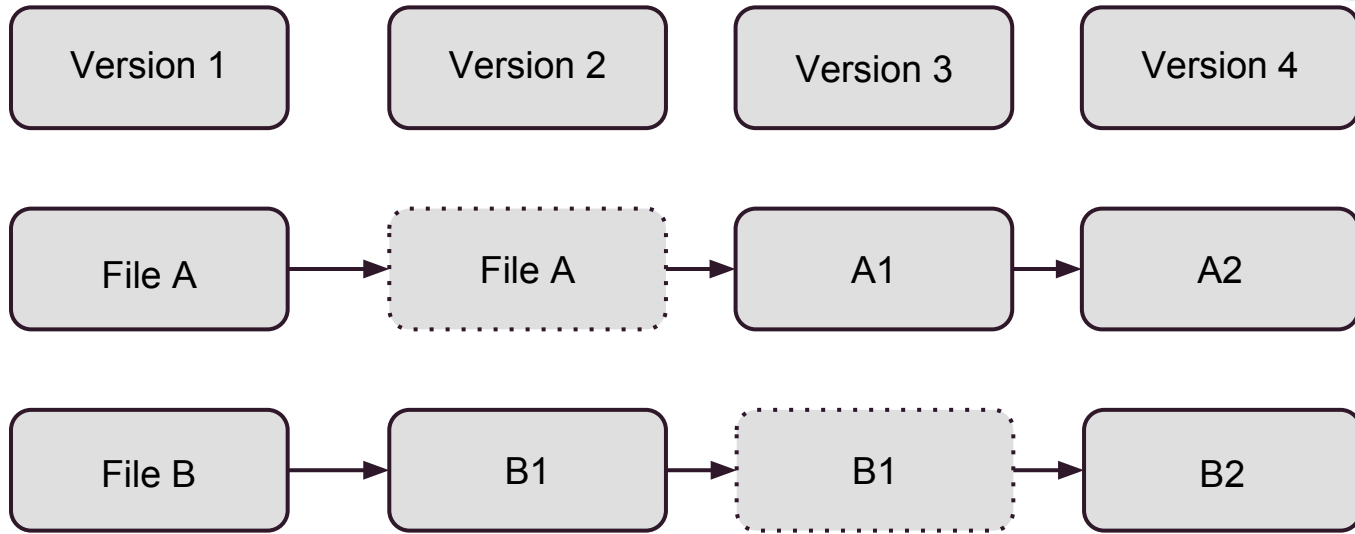 Version 1
Version 2
Version 3
Version 4
File A
File A
A1
A2
File B
B1
B1
B2